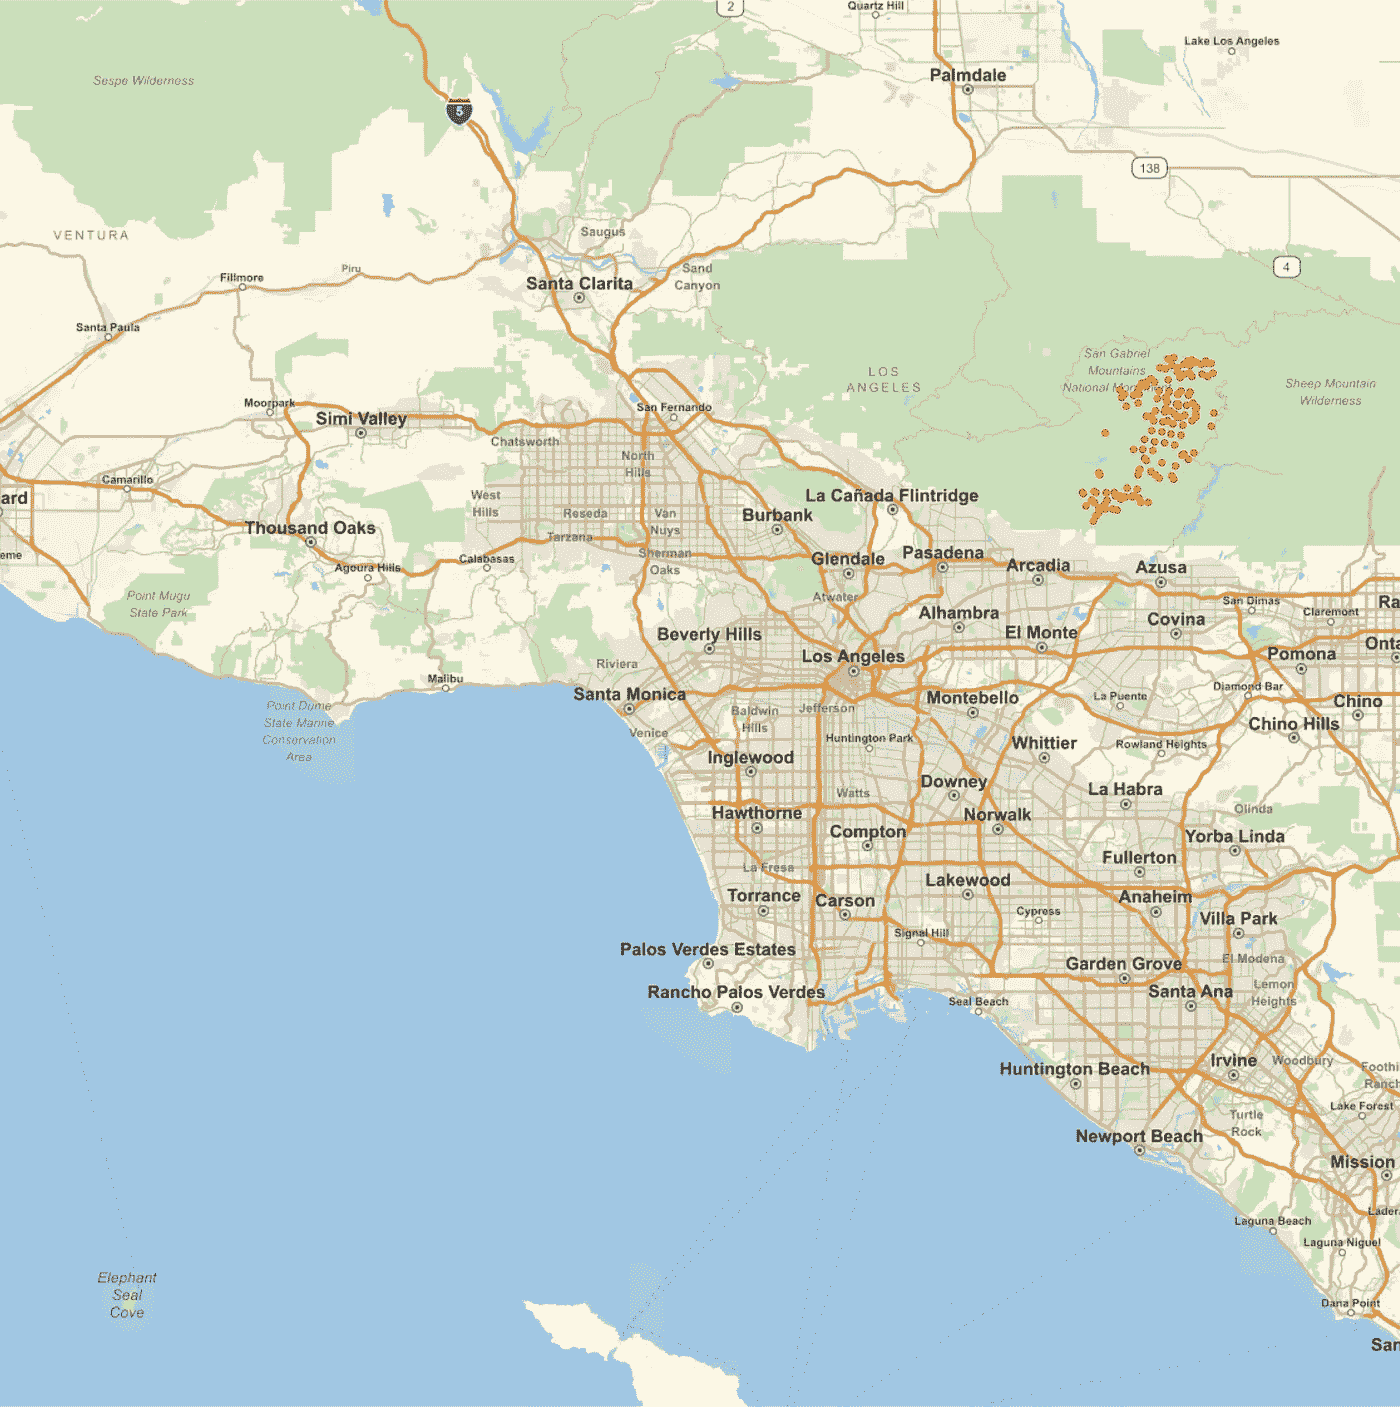 2
Quartz Hill
Lake Los Angeles
Palmdale
Sespe Wilderness
5
138
VENTURA
Saugus
4
Sand
Canyon
Piru
Fillmore
Santa Clarita
Santa Paula
San Gabriel
Mountains
LOS
ANGELES
Sheep Mountain
Wilderness
Moorpark
San Fernando
Simi Valley
Chatsworth
North
Hills
Camarillo
ard
West
Hills
La Cañada Flintridge
Reseda
Van
Nuys
Burbank
Thousand Oaks
Tarzana
eme
Sherman
Oaks
Calabasas
Glendale
Pasadena
Arcadia
Azusa
Agoura Hills
Point Mugu
State Park
Atwater
San Dimas
Claremont
Ra
Alhambra
Covina
Beverly Hills
El Monte
Onta
Riviera
Los Angeles
Pomona
Malibu
Santa Monica
Montebello
La Puente
Diamond Bar
Chino
Point Dume
State Marine
Conservation
Area
Baldwin
Hills
Jefferson
Chino Hills
Venice
Huntington Park
Whittier
Rowland Heights
Inglewood
Downey
La Habra
Watts
Hawthorne
Norwalk
Olinda
Compton
Yorba Linda
La Fresa
Fullerton
Lakewood
Torrance
Carson
Anaheim
Cypress
Villa Park
Signal Hill
Palos Verdes Estates
Garden Grove
El Modena
Rancho Palos Verdes
Seal Beach
Santa Ana
Lemon
Heights
Irvine
Woodbury
Huntington Beach
Foothi
Ranch
Lake Forest
Turtle
Rock
Newport Beach
Mission
Ladera
Laguna Beach
Laguna Niguel
Elephant
Seal
Cove
Dana Point
San